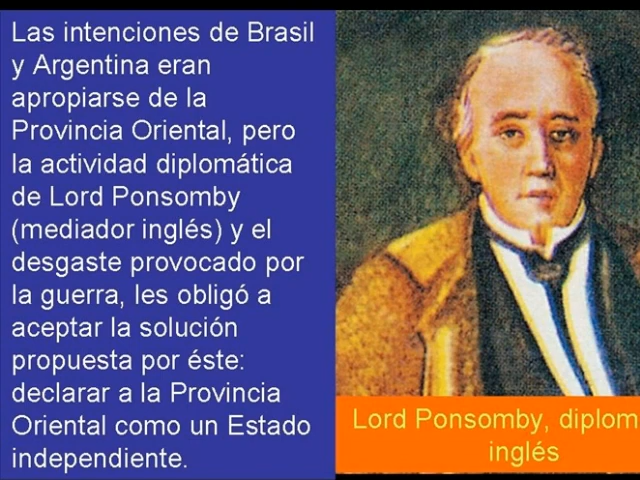 Las intenciones de Brasil
y Argentina eran
apropiarse de la
Provincia Oriental, pero
la actividad diplomática
de Lord Ponsomby
(mediador inglés) y el
desgaste provocado por
la guerra, les obligó a
aceptar la solución
propuesta por éste:
declarar a la Provincia
Oriental como un Estado
independiente.
Lord Ponsomby, diplom
inglés